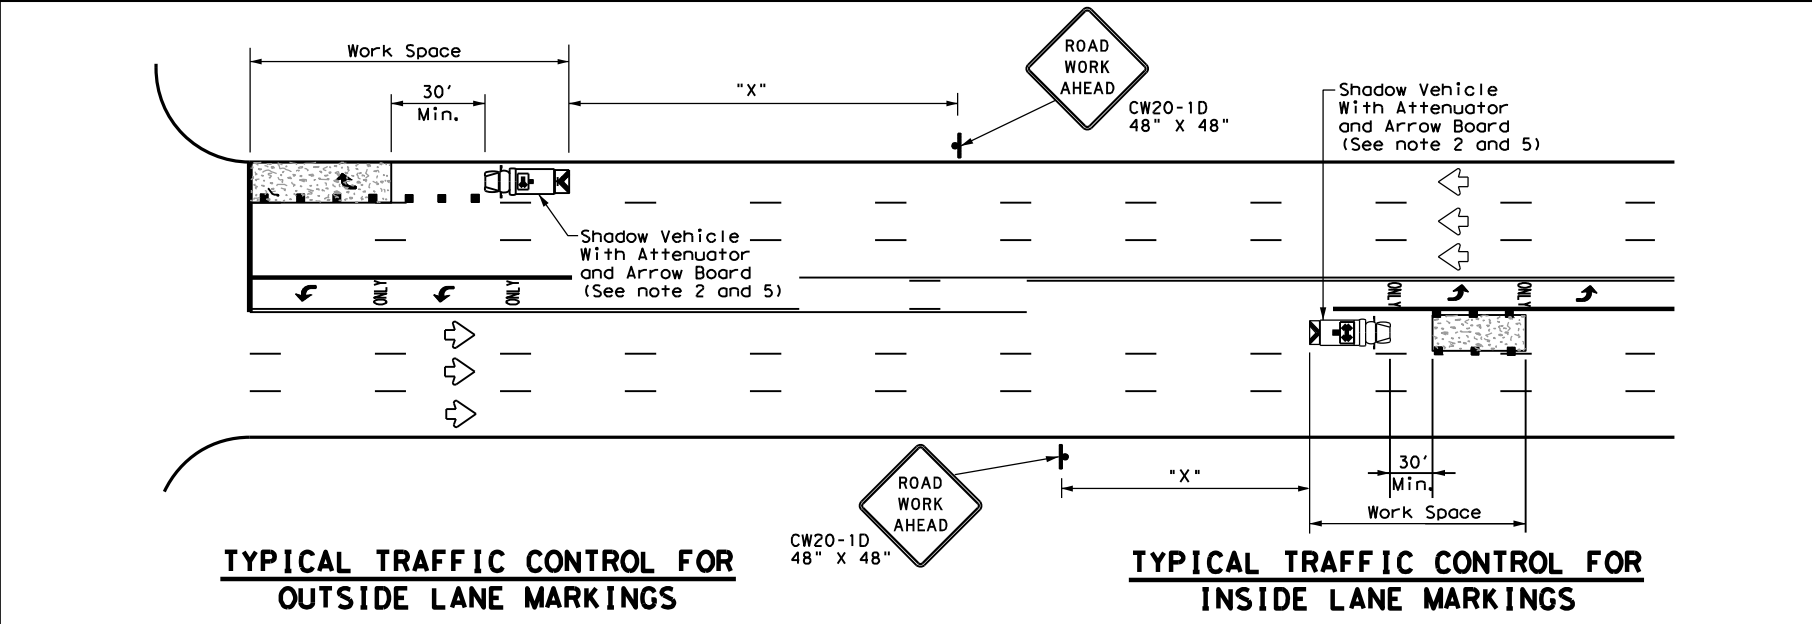 Work Space
30'
Min.
"X"
ROAD
WORK
AHEAD
CW20-1D
48" X 48"
Shadow Vehicle
With Attenuator
and Arrow Board
(See note 2 and 5)
Shadow Vehicle
With Attenuator
and Arrow Board
(See note 2 and 5)
ONLY
ONLY
ONLY
ONLY
ROAD
WORK
AHEAD
CW20-1D
48" X 48"
"X"
30'
Min.
Work Space
TYPICAL TRAFFIC CONTROL FOR
OUTSIDE LANE MARKINGS
TYPICAL TRAFFIC CONTROL FOR
INSIDE LANE MARKINGS